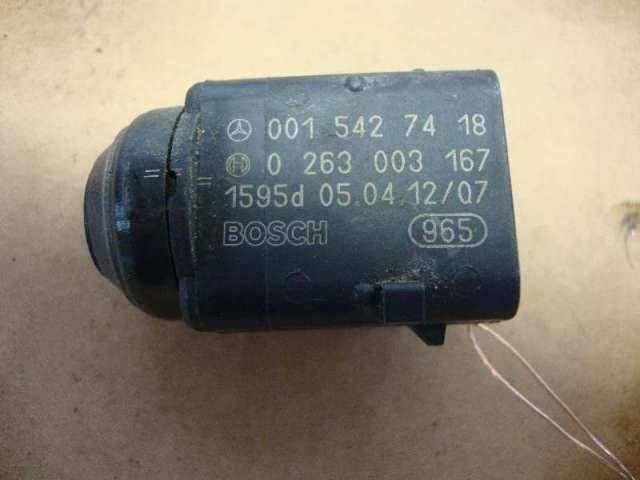 001 542 74 18
0 263 003 167
1595d 05.04.12/07
BOSCH 965